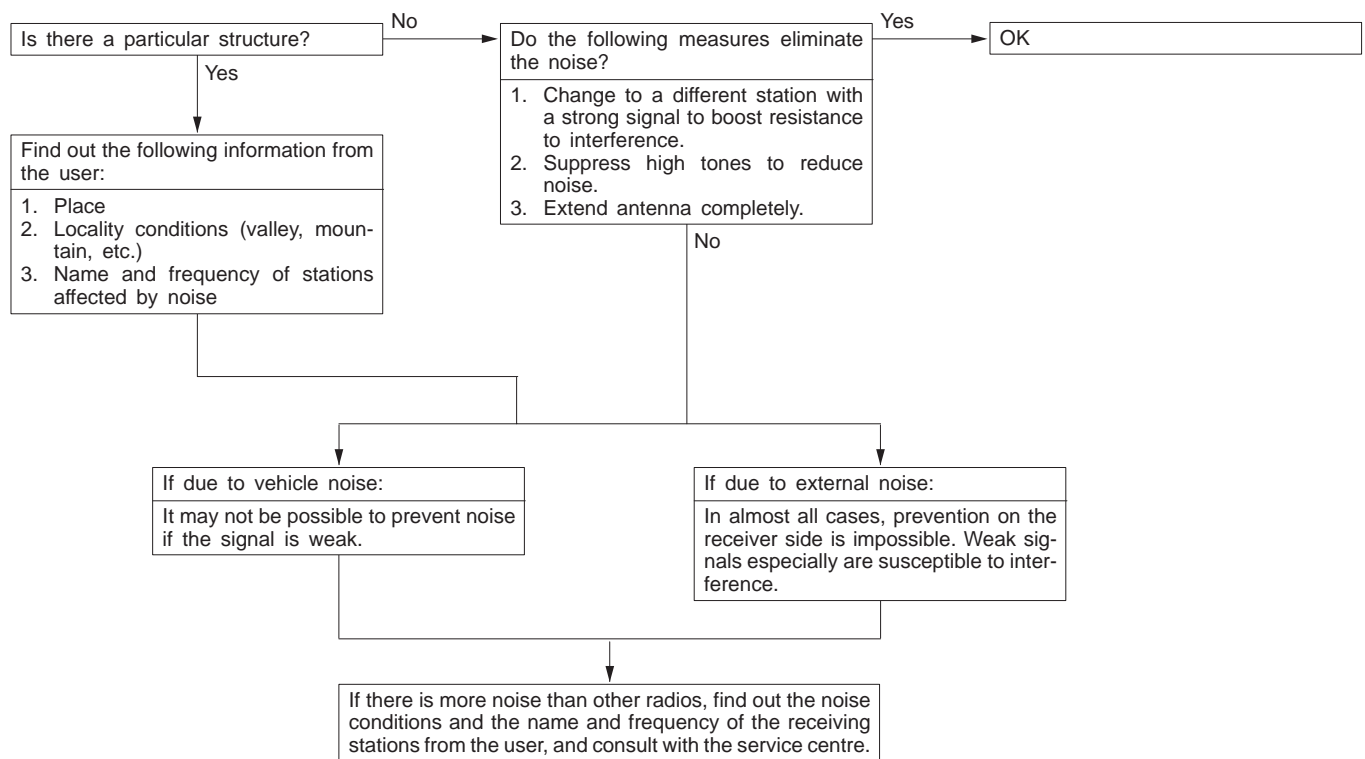 Is there a particular structure?
No
Yes
Do the following measures eliminate
the noise?
1. Change to a different station with
a strong signal to boost resistance
to interference.
2. Suppress high tones to reduce
noise.
3. Extend antenna completely.
Yes
OK
No
Find out the following information from
the user:
1. Place
2. Locality conditions (valley, moun-
tain, etc.)
3. Name and frequency of stations
affected by noise
If due to vehicle noise:
It may not be possible to prevent noise
if the signal is weak.
If due to external noise:
In almost all cases, prevention on the
receiver side is impossible. Weak sig-
nals especially are susceptible to inter-
ference.
If there is more noise than other radios, find out the noise
conditions and the name and frequency of the receiving
stations from the user, and consult with the service centre.